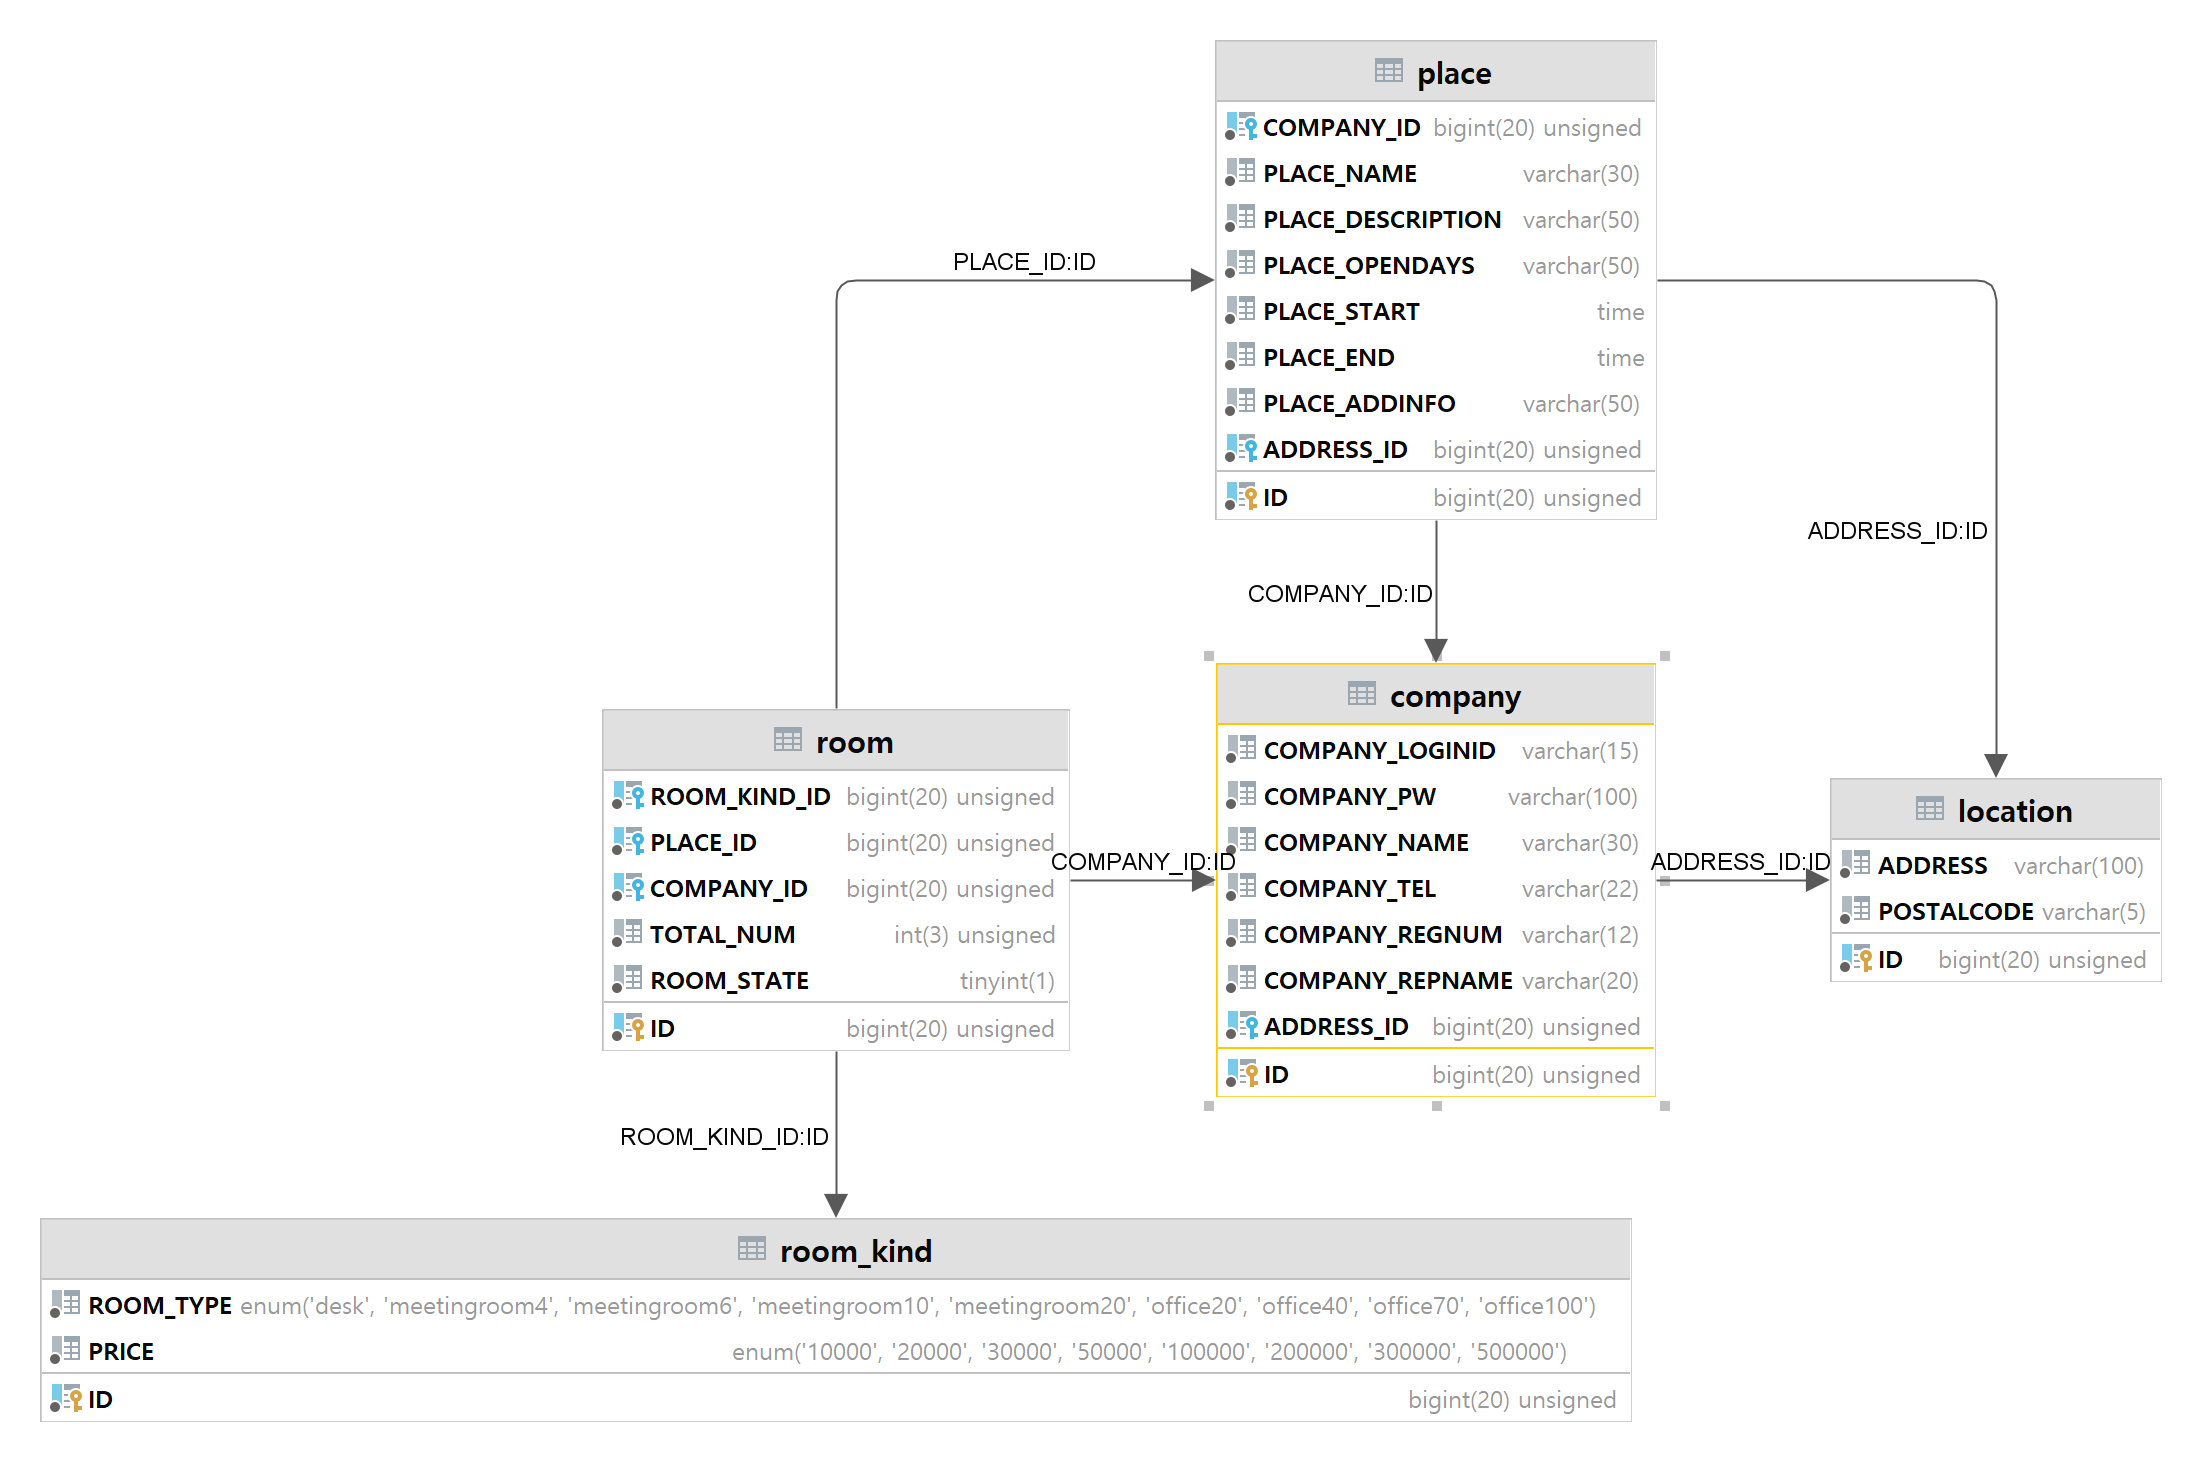 place
COMPANY_ID bigint(20) unsigned
PLACE_NAME varchar(30)
PLACE_DESCRIPTION varchar(50)
PLACE_OPENDAYS varchar(50)
PLACE_START time
PLACE_END time
PLACE_ADDINFO varchar(50)
ADDRESS_ID bigint(20) unsigned
ID bigint(20) unsigned
PLACE_ID:ID
ADDRESS_ID:ID
COMPANY_ID:ID
company
COMPANY_LOGINID varchar(15)
COMPANY_PW varchar(100)
COMPANY_NAME varchar(30)
COMPANY_TEL varchar(22)
COMPANY_REGNUM varchar(12)
COMPANY_REPNAME varchar(20)
ADDRESS_ID bigint(20) unsigned
ID bigint(20) unsigned
room
ROOM_KIND_ID bigint(20) unsigned
PLACE_ID bigint(20) unsigned
COMPANY_ID bigint(20) unsigned
TOTAL_NUM int(3) unsigned
ROOM_STATE tinyint(1)
ID bigint(20) unsigned
COMPANY_ID:ID
ADDRESS_ID:ID
location
ADDRESS varchar(100)
POSTALCODE varchar(5)
ID bigint(20) unsigned
ROOM_KIND_ID:ID
room_kind
ROOM_TYPE enum('desk', 'meetingroom4', 'meetingroom6', 'meetingroom10', 'meetingroom20', 'office20', 'office40', 'office70', 'office100')
PRICE enum('10000', '20000', '30000', '50000', '100000', '200000', '300000', '500000')
ID bigint(20) unsigned